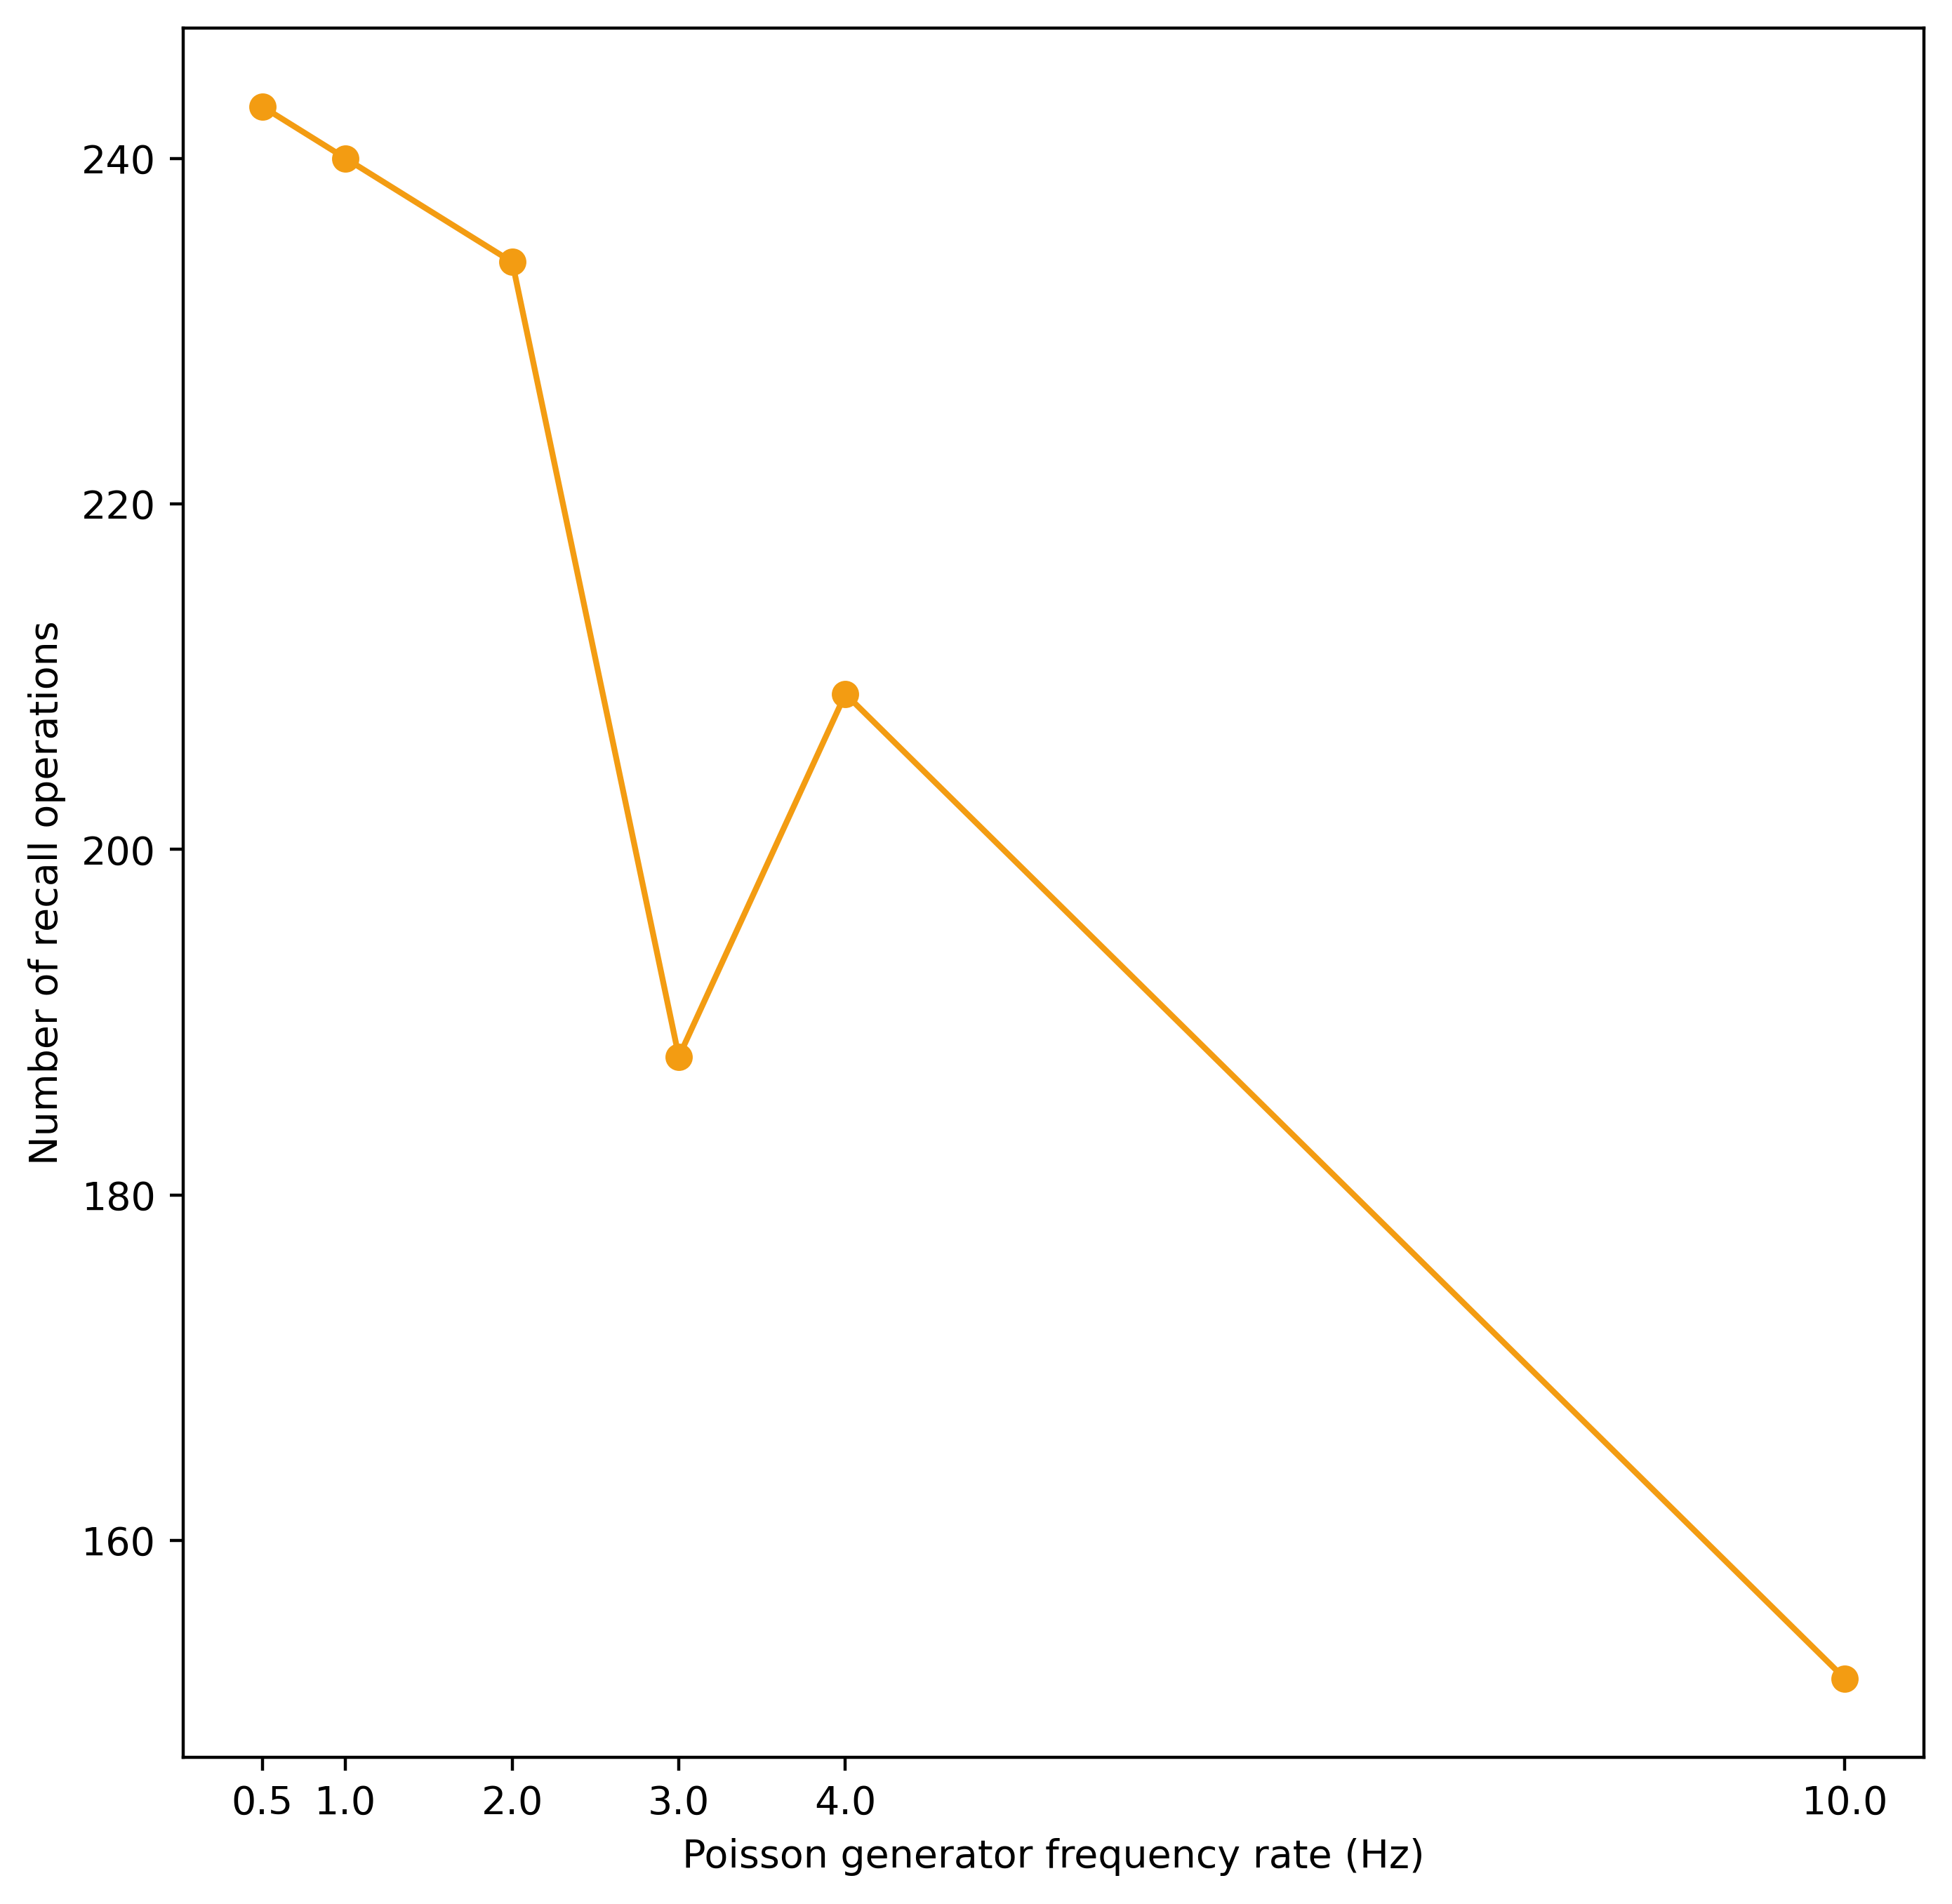 240
220
200
180
160
Number of recall operations
0.5 1.0 2.0 3.0 4.0 10.0
Poisson generator frequency rate (Hz)